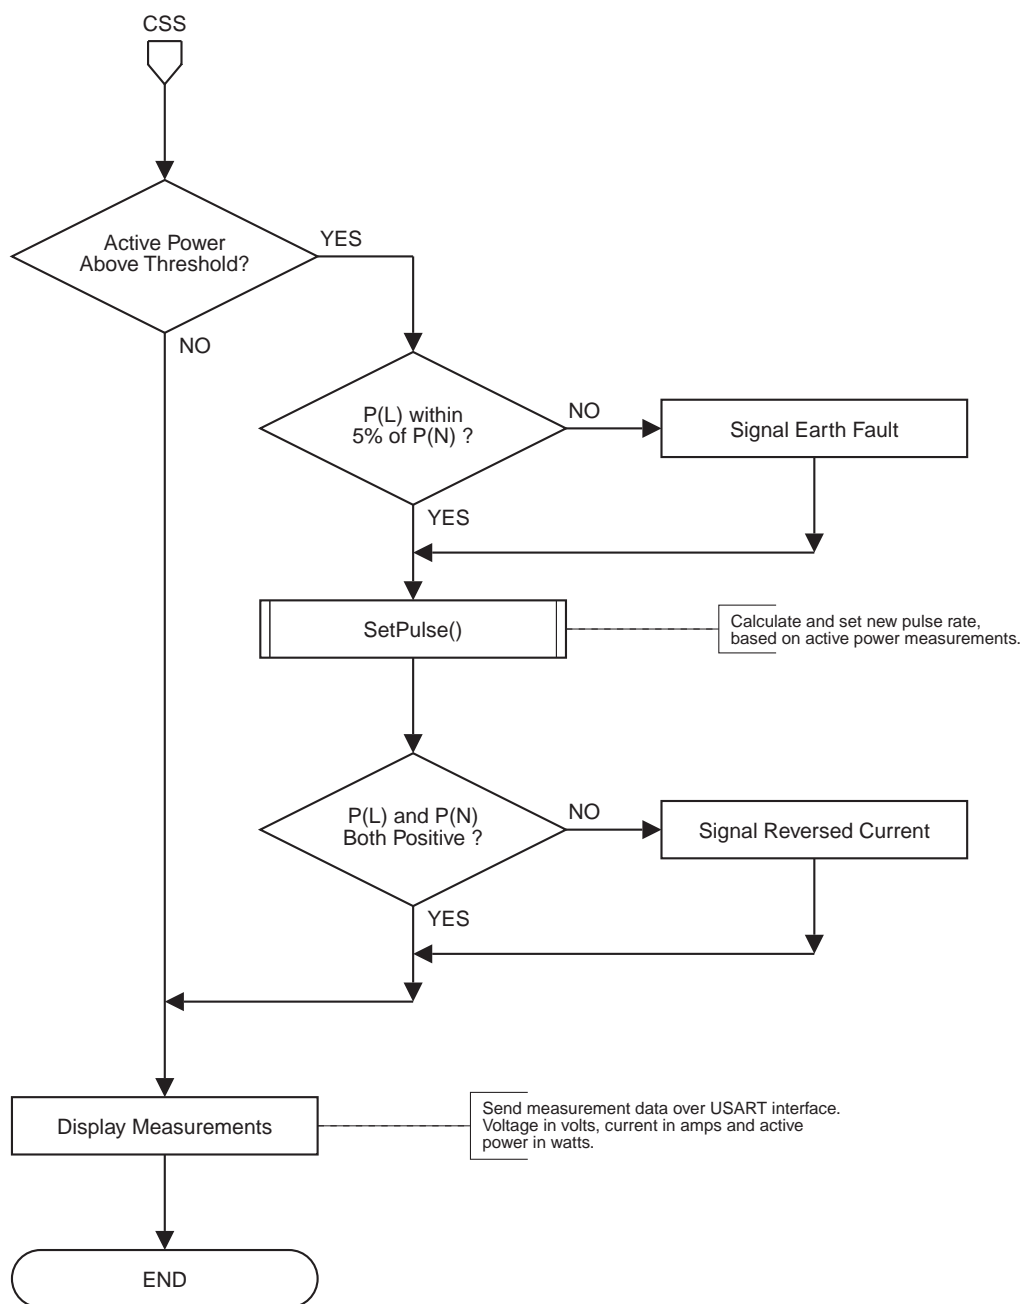 CSS
Active Power
Above Threshold?
YES
NO
P(L) within
5% of P(N) ?
NO
Signal Earth Fault
YES
SetPulse()
Calculate and set new pulse rate,
based on active power measurements.
P(L) and P(N)
Both Positive ?
NO
Signal Reversed Current
YES
Display Measurements
Send measurement data over USART interface.
Voltage in volts, current in amps and active
power in watts.
END